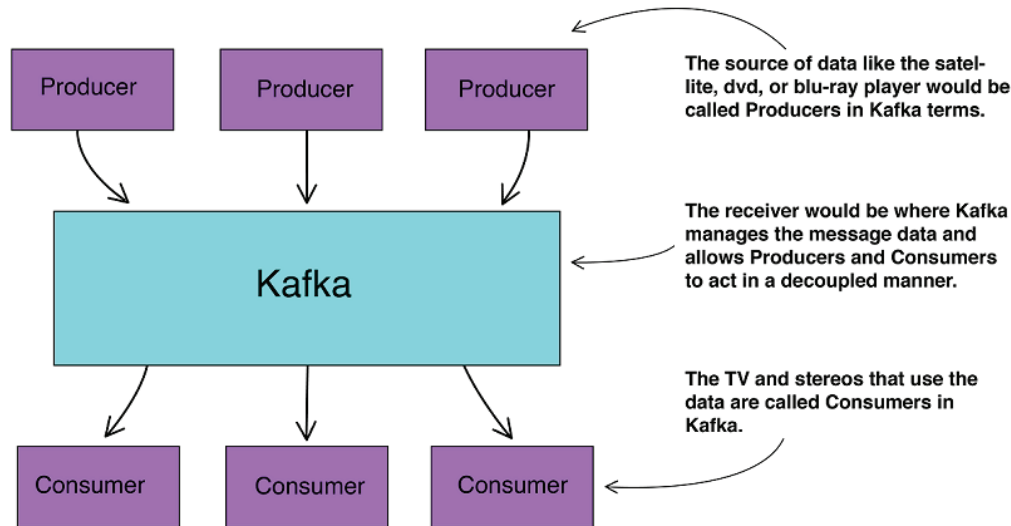 Producer
Producer
Producer
The source of data like the satel-
lite, dvd, or blu-ray player would be
called Producers in Kafka terms.
Kafka
The receiver would be where Kafka
manages the message data and
allows Producers and Consumers
to act in a decoupled manner.
The TV and stereos that use the
data are called Consumers in
Kafka.
Consumer
Consumer
Consumer